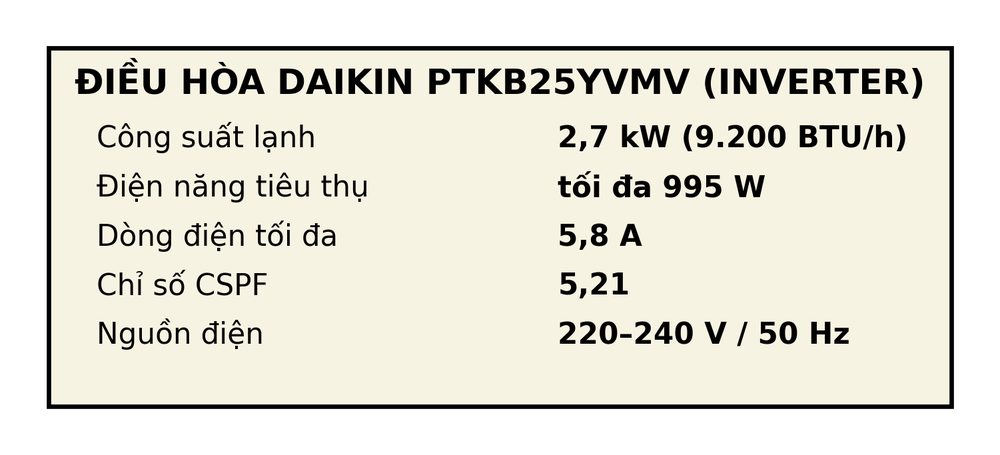 ĐIỀU HÒA DAIKIN PTKB25YVMV (INVERTER)
Công suất lạnh 2,7 kW (9.200 BTU/h)
Điện năng tiêu thụ tối đa 995 W
Dòng điện tối đa 5,8 A
Chỉ số CSPF 5,21
Nguồn điện 220–240 V / 50 Hz